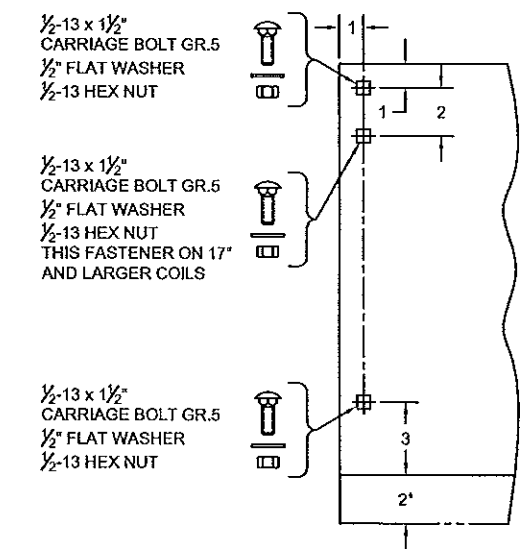 ½-13 x 1½"
CARRIAGE BOLT GR.5
½" FLAT WASHER
½-13 HEX NUT
1
1
2
½-13 x 1½"
CARRIAGE BOLT GR.5
½" FLAT WASHER
½-13 HEX NUT
THIS FASTENER ON 17"
AND LARGER COILS
½-13 x 1½"
CARRIAGE BOLT GR.5
½" FLAT WASHER
½-13 HEX NUT
3
2"